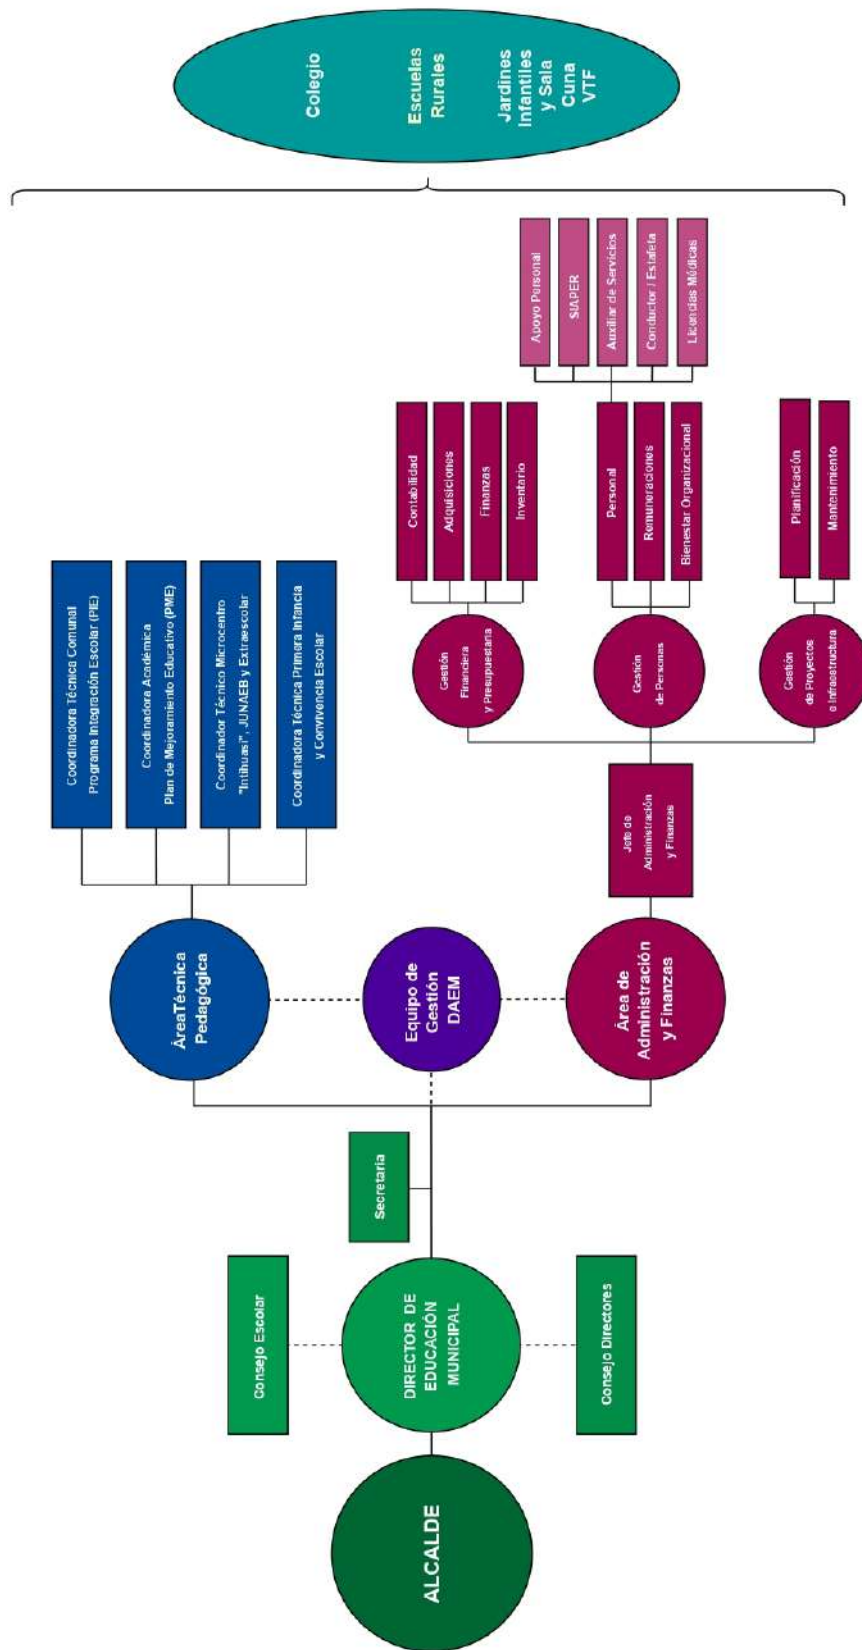 ALCALDE
Consejo Escolar
DIRECTOR DE
EDUCACIÓN
MUNICIPAL
Consejo Directores
Secretaria
ÁreaTécnica
Pedagógica
Equipo de
Gestión
DAEM
Área de
Administración
y Finanzas
Coordinadora Técnica Comunal
Programa Integración Escolar (PIE)
Coordinadora Académica
Plan de Mejoramiento Educativo (PME)
Coordinador Técnico Microcentro
"Intihuasi", JUNAEB y Extraescolar
Coordinadora Técnica Primera Infancia
y Convivencia Escolar
Jefe de
Administración
y Finanzas
Gestión
Financiera
y Presupuestaria
Contabilidad
Adquisiciones
Finanzas
Inventario
Gestión
de Personas
Personal
Remuneraciones
Bienestar Organizacional
Apoyo Personal
SIAPER
Auxiliar de Servicios
Conductor / Estafeta
Licencias Médicas
Gestión
de Proyectos
e Infraestructura
Planificación
Mantenimiento
Colegio
Escuelas
Rurales
Jardines
Infantiles
y Sala
Cuna
VTF